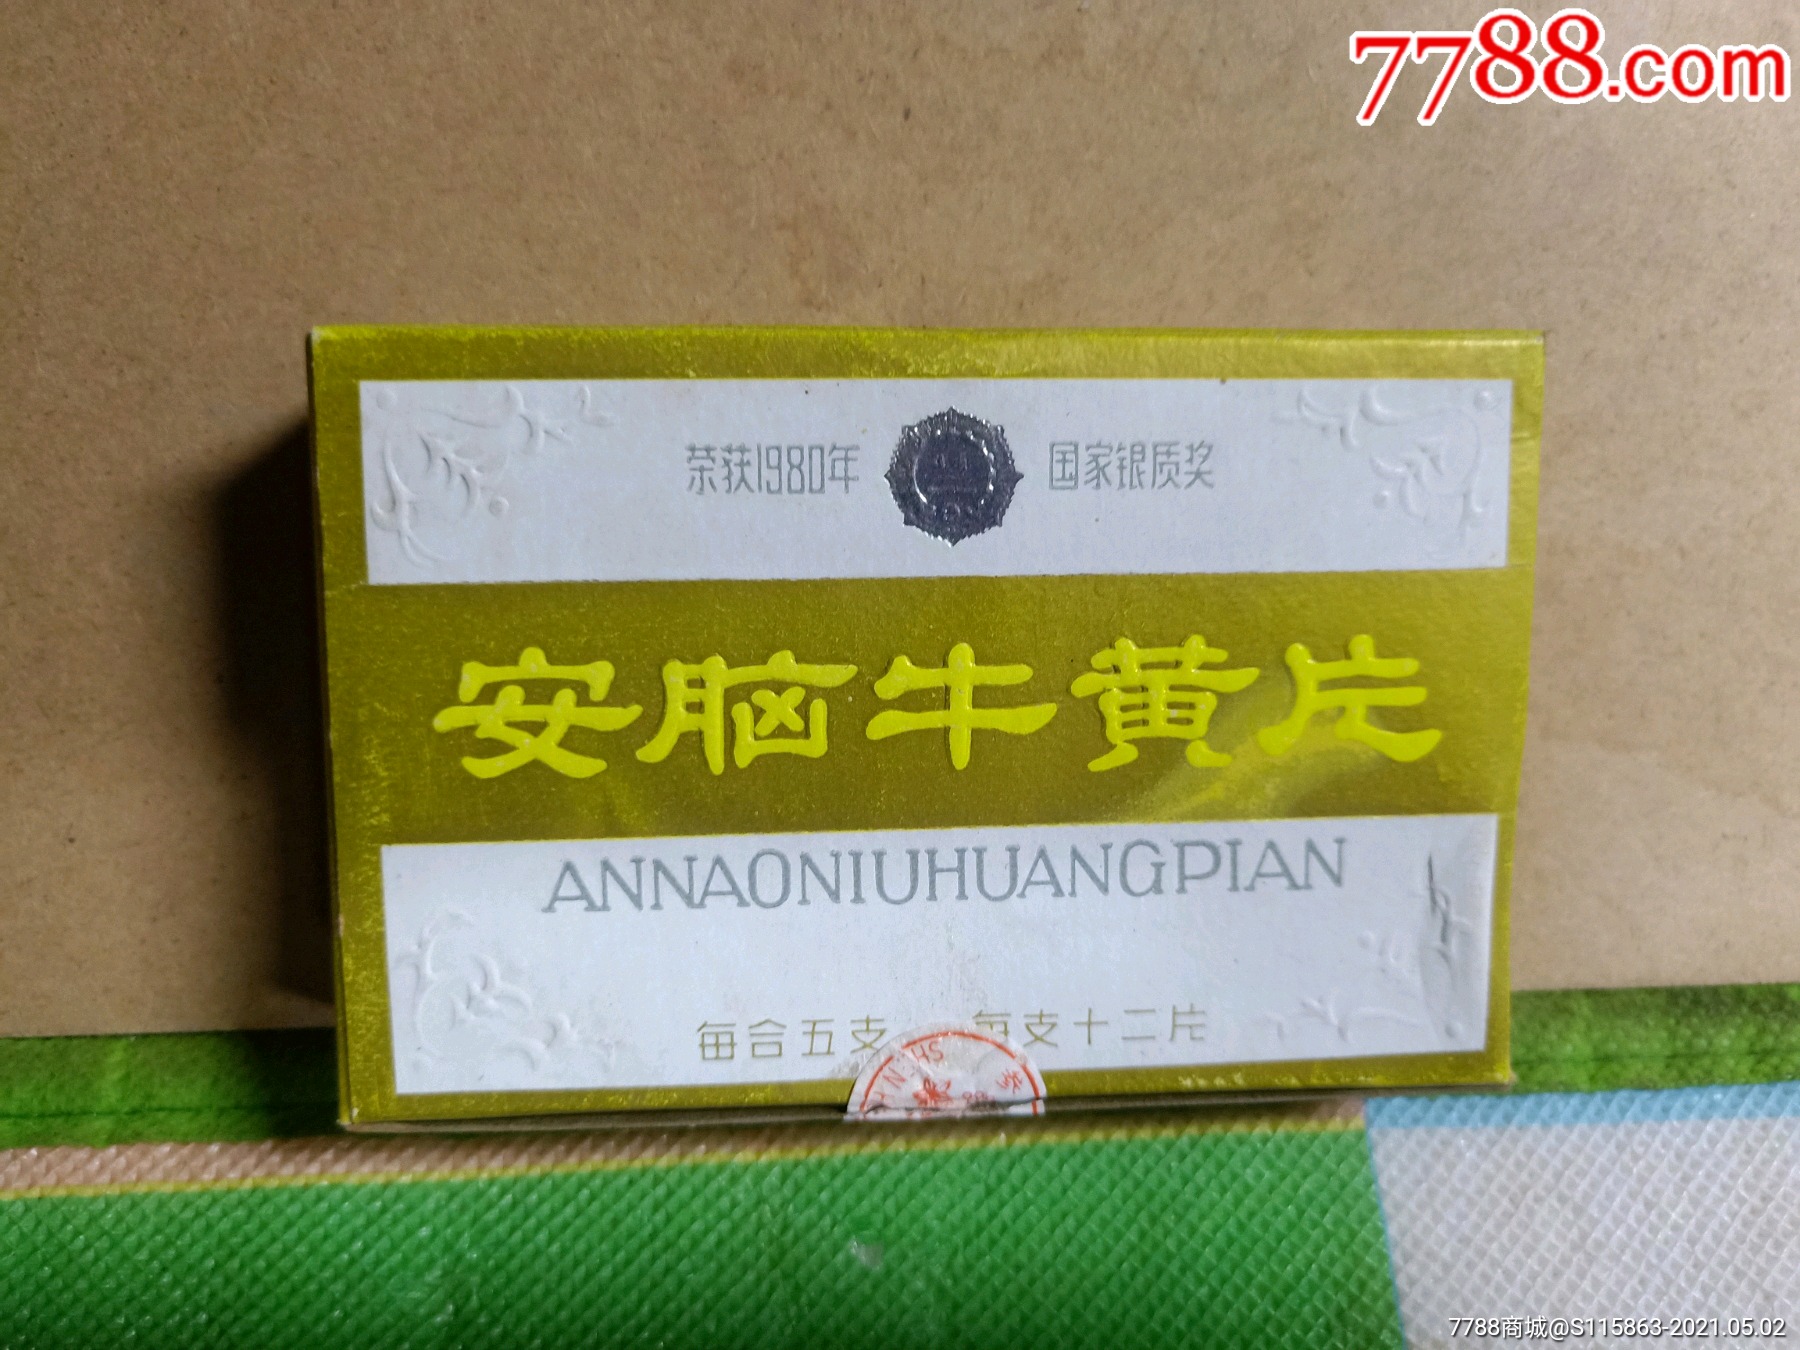 7788.com
荣获1980年 国家银质奖
安脑牛黄片
ANNAONIUHUANGPIAN
每合五支 每支十二片
7788商城@S115863-2021.05.02